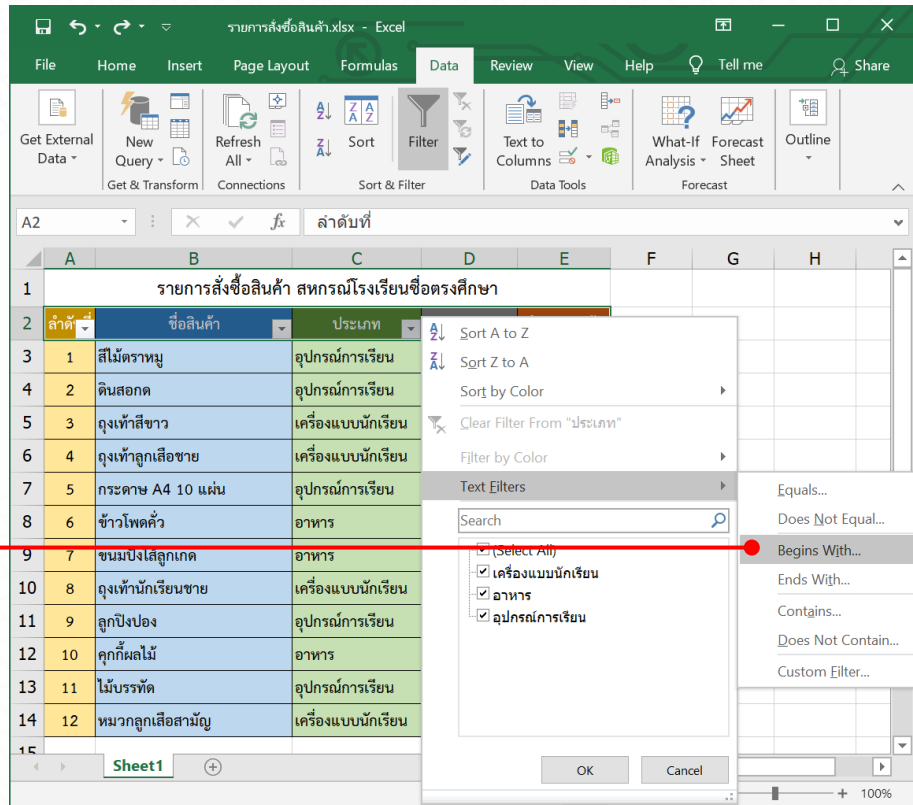 รายการสั่งซื้อสินค้า.xlsx - Excel
File Home Insert Page Layout Formulas Data Review View Help Tell me Share
Get External Data
New Query
Refresh All
Sort
Filter
Text to Columns
What-If Analysis
Forecast Sheet
Outline
Get & Transform Connections Sort & Filter Data Tools Forecast
A2 fx ลำดับที่
A B C D E F G H
1 รายการสั่งซื้อสินค้า สหกรณ์โรงเรียนซื่อตรงศึกษา
2 ชื่อสินค้า ประเภท
3 1 สีไม้ตราหมู อุปกรณ์การเรียน
4 2 ดินสอกด อุปกรณ์การเรียน
5 3 ถุงเท้าสีขาว เครื่องแบบนักเรียน
6 4 ถุงเท้าลูกเสือชาย เครื่องแบบนักเรียน
7 5 กระดาษ A4 10 แผ่น อุปกรณ์การเรียน
8 6 ข้าวโพดคั่ว อาหาร
9 7 ขนมปังไส้ลูกเกด อาหาร
10 8 ถุงเท้านักเรียนชาย เครื่องแบบนักเรียน
11 9 ลูกปิงปอง อุปกรณ์การเรียน
12 10 คุกกี้ผลไม้ อาหาร
13 11 ไม้บรรทัด อุปกรณ์การเรียน
14 12 หมวกลูกเสือสามัญ เครื่องแบบนักเรียน
15
Sort A to Z
Sort Z to A
Sort by Color
Clear Filter From "ประเภท"
Filter by Color
Text Filters
Search
(Select All)
เครื่องแบบนักเรียน
อาหาร
อุปกรณ์การเรียน
OK Cancel
Equals...
Does Not Equal...
Begins With...
Ends With...
Contains...
Does Not Contain...
Custom Filter...
Sheet1
100%